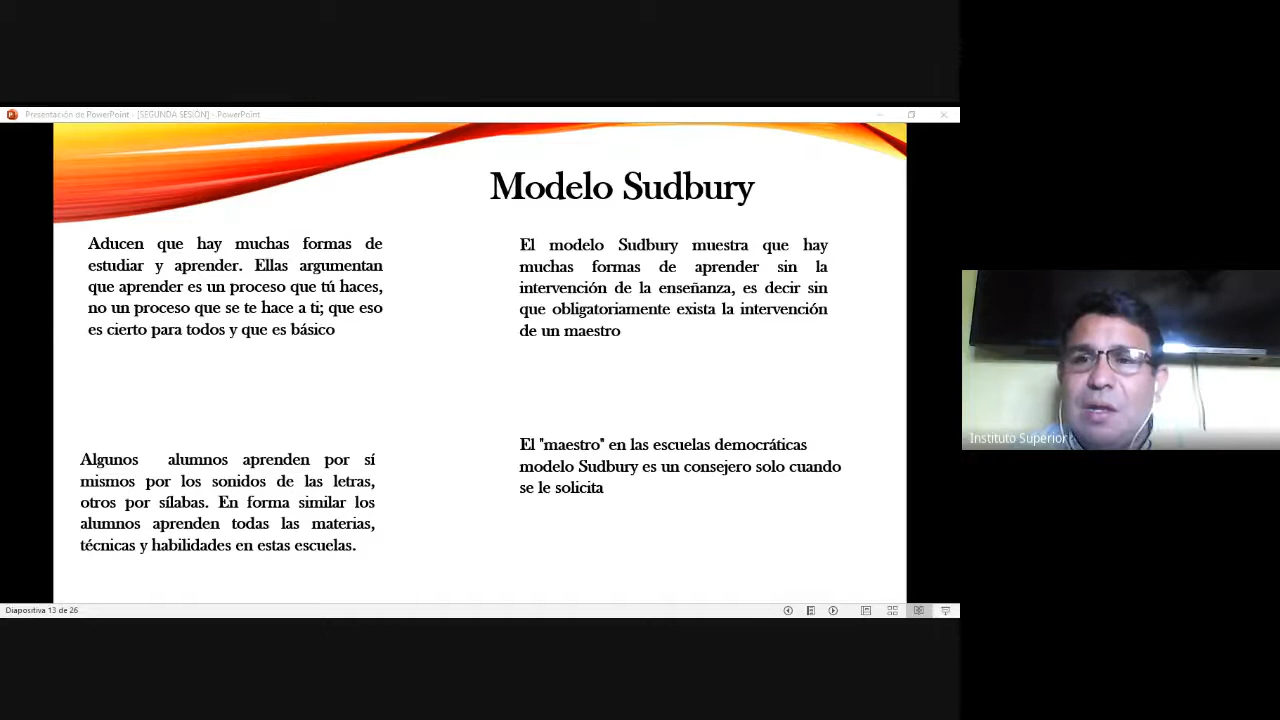 Presentación de PowerPoint - [SEGUNDA SESIÓN] - PowerPoint
Modelo Sudbury
Aducen que hay muchas formas de
estudiar y aprender. Ellas argumentan
que aprender es un proceso que tú haces,
no un proceso que se te hace a ti; que eso
es cierto para todos y que es básico
El modelo Sudbury muestra que hay
muchas formas de aprender sin la
intervención de la enseñanza, es decir sin
que obligatoriamente exista la intervención
de un maestro
Algunos alumnos aprenden por sí
mismos por los sonidos de las letras,
otros por sílabas. En forma similar los
alumnos aprenden todas las materias,
técnicas y habilidades en estas escuelas.
El "maestro" en las escuelas democráticas
modelo Sudbury es un consejero solo cuando
se le solicita
Instituto Superior
Diapositiva 13 de 26